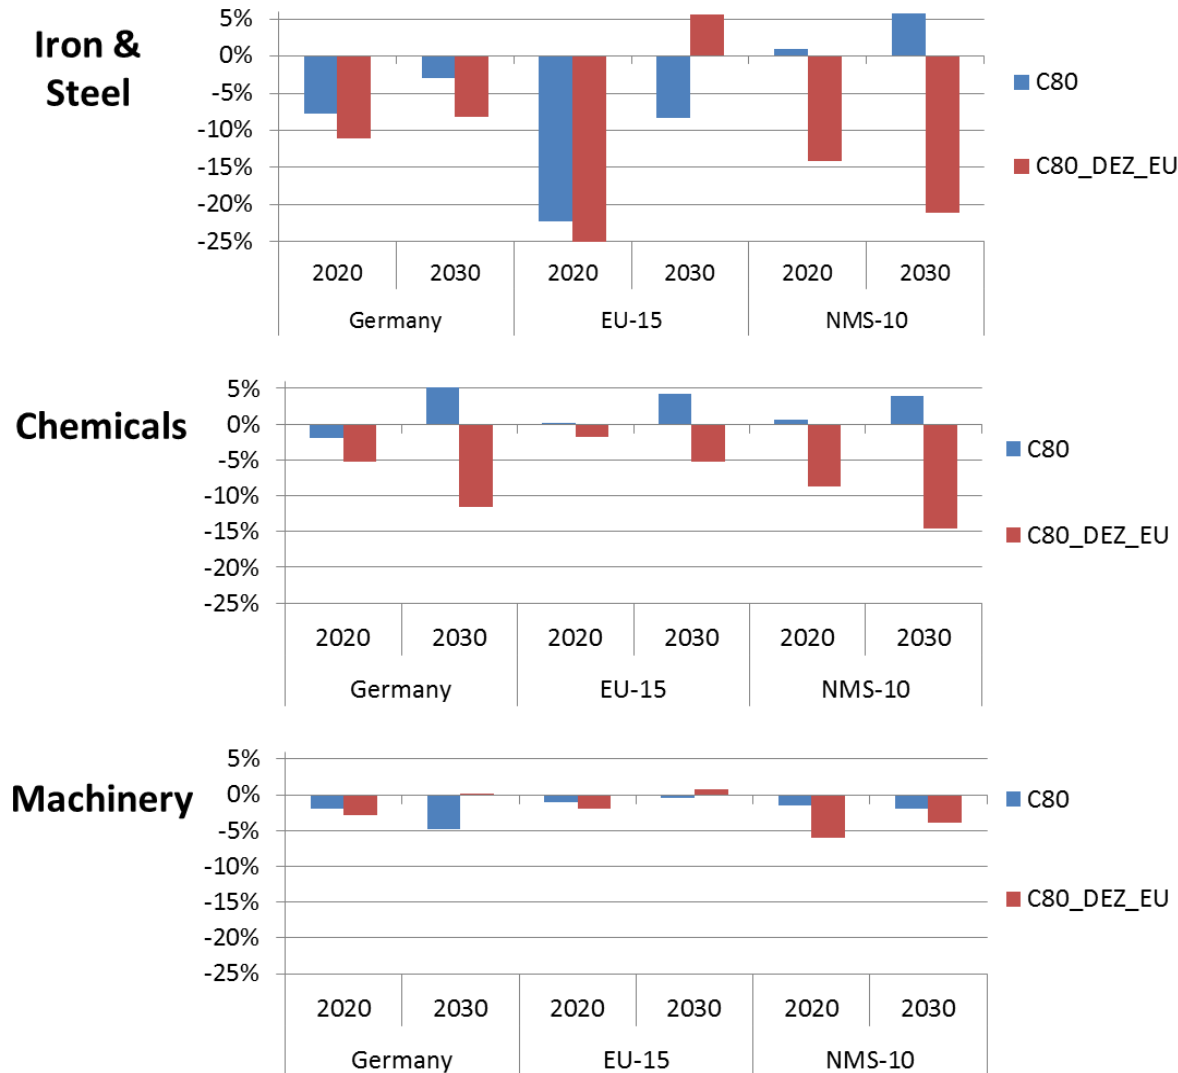 Iron &
Steel
5%
0%
-5%
-10%
-15%
-20%
-25%
2020 2030 2020 2030 2020 2030
Germany EU-15 NMS-10
C80
C80_DEZ_EU
Chemicals
5%
0%
-5%
-10%
-15%
-20%
-25%
2020 2030 2020 2030 2020 2030
Germany EU-15 NMS-10
C80
C80_DEZ_EU
Machinery
5%
0%
-5%
-10%
-15%
-20%
-25%
2020 2030 2020 2030 2020 2030
Germany EU-15 NMS-10
C80
C80_DEZ_EU